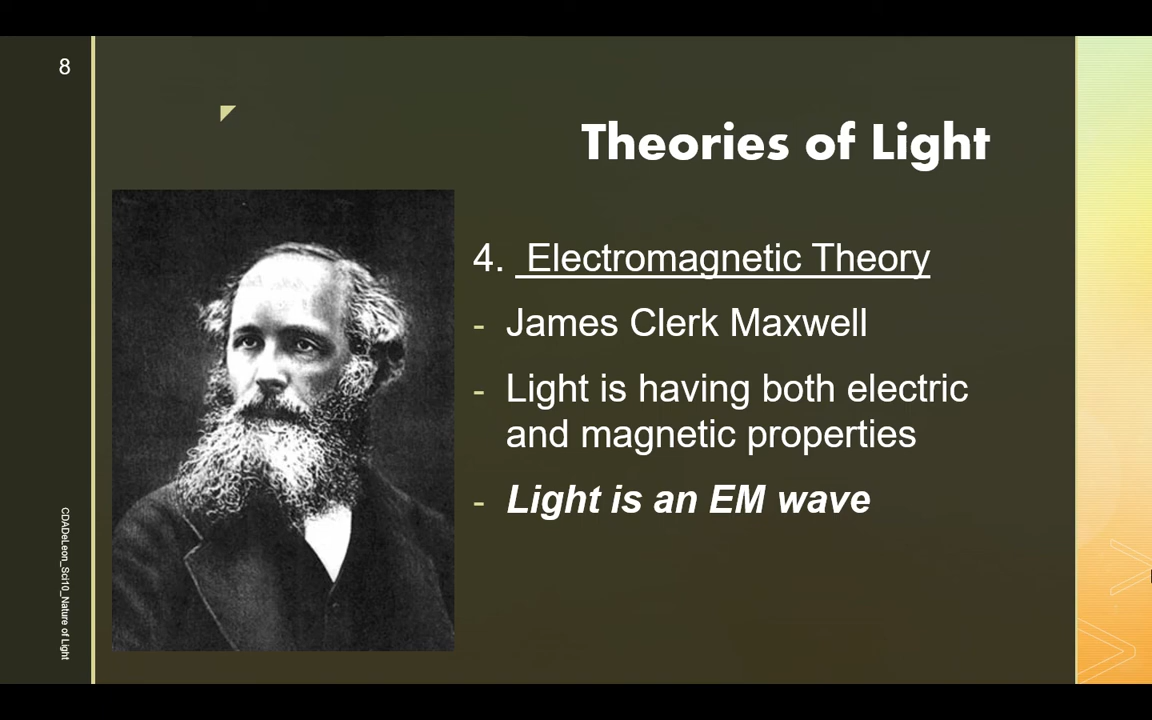 8
Theories of Light
4. Electromagnetic Theory
- James Clerk Maxwell
- Light is having both electric
and magnetic properties
- Light is an EM wave
CDADeLeon_Sci10_Nature of Light